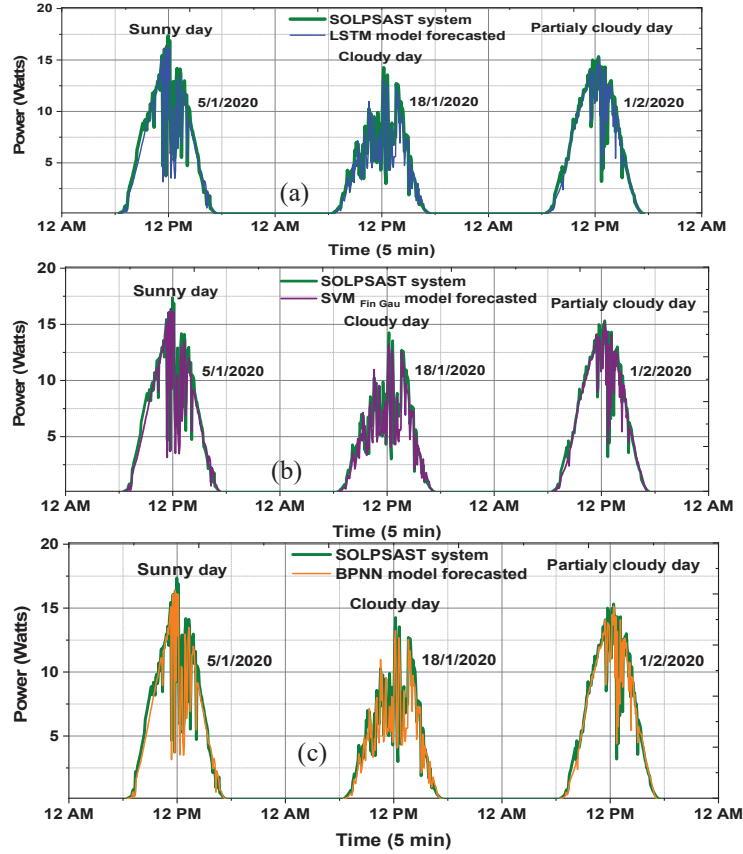 20
Sunny day
SOLPSAST system
LSTM model forecasted
Cloudy day
Partialy cloudy day
15
10
5
Power (Watts)
5/1/2020
18/1/2020
1/2/2020
(a)
12 AM 12 PM 12 AM 12 PM 12 AM 12 PM 12 AM
Time (5 min)
20
Sunny day
SOLPSAST system
SVM Fin Gau model forecasted
Cloudy day
Partialy cloudy day
15
10
5
Power (Watts)
5/1/2020
18/1/2020
1/2/2020
(b)
12 AM 12 PM 12 AM 12 PM 12 AM 12 PM 12 AM
Time (5 min)
20
Sunny day
SOLPSAST system
BPNN model forecasted
Cloudy day
Partialy cloudy day
15
10
5
Power (Watts)
5/1/2020
18/1/2020
1/2/2020
(c)
12 AM 12 PM 12 AM 12 PM 12 AM 12 PM 12 AM
Time (5 min)